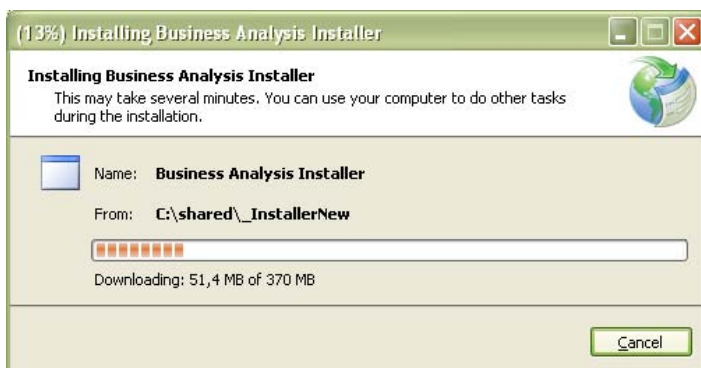 (13%) Installing Business Analysis Installer
Installing Business Analysis Installer
This may take several minutes. You can use your computer to do other tasks
during the installation.
Name: Business Analysis Installer
From: C:\shared\_InstallerNew
Downloading: 51,4 MB of 370 MB
Cancel